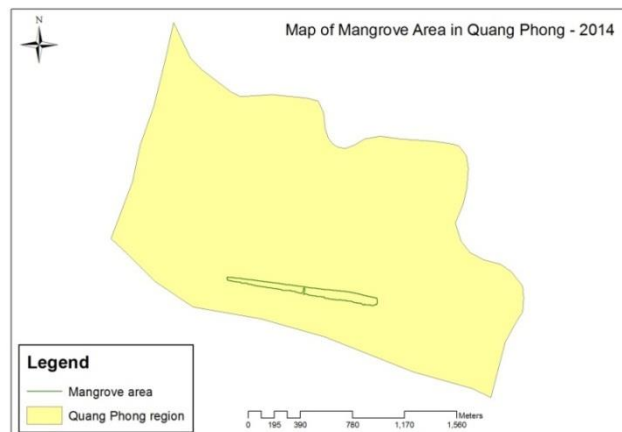 N
Map of Mangrove Area in Quang Phong - 2014
Legend
Mangrove area
Quang Phong region
Meters
0 195 390 780 1,170 1,560